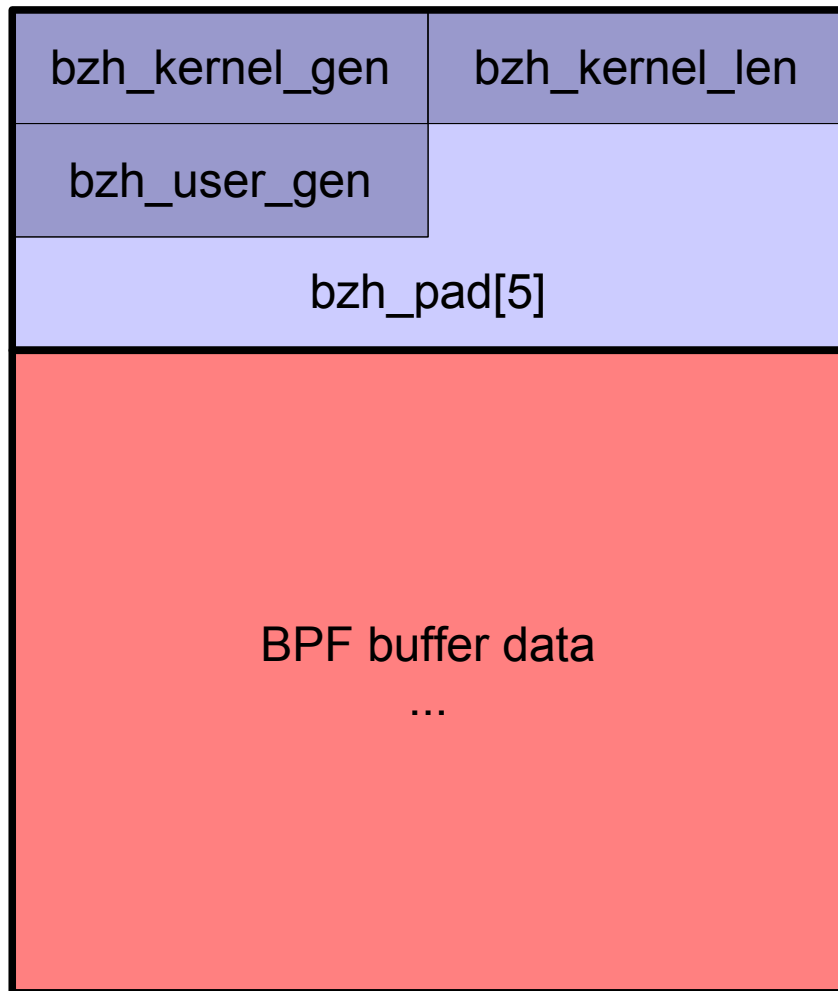 bzh_kernel_gen
bzh_kernel_len
bzh_user_gen
bzh_pad[5]
BPF buffer data
...